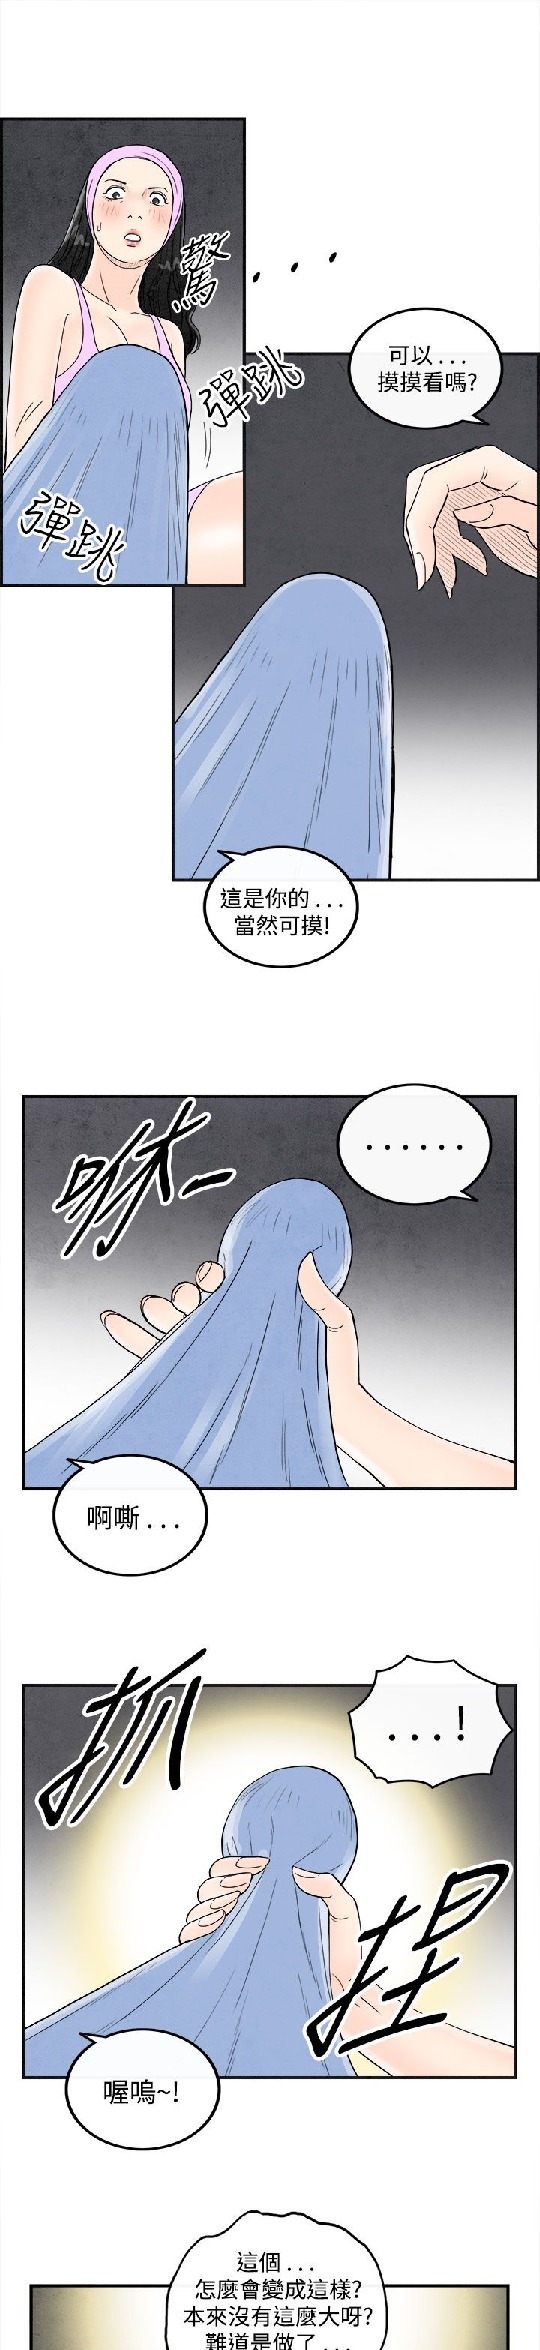 驚
. . . .
彈跳
彈跳
可以 . . .
摸摸看嗎?
這是你的 . . .
當然可摸!
咻一
. . . . . .
啊嘶 . . .
抓
. . . !
捏
喔嗚~!
這個 . . .
怎麼會變成這樣?
本來沒有這麼大呀?
難道是做了 . . .